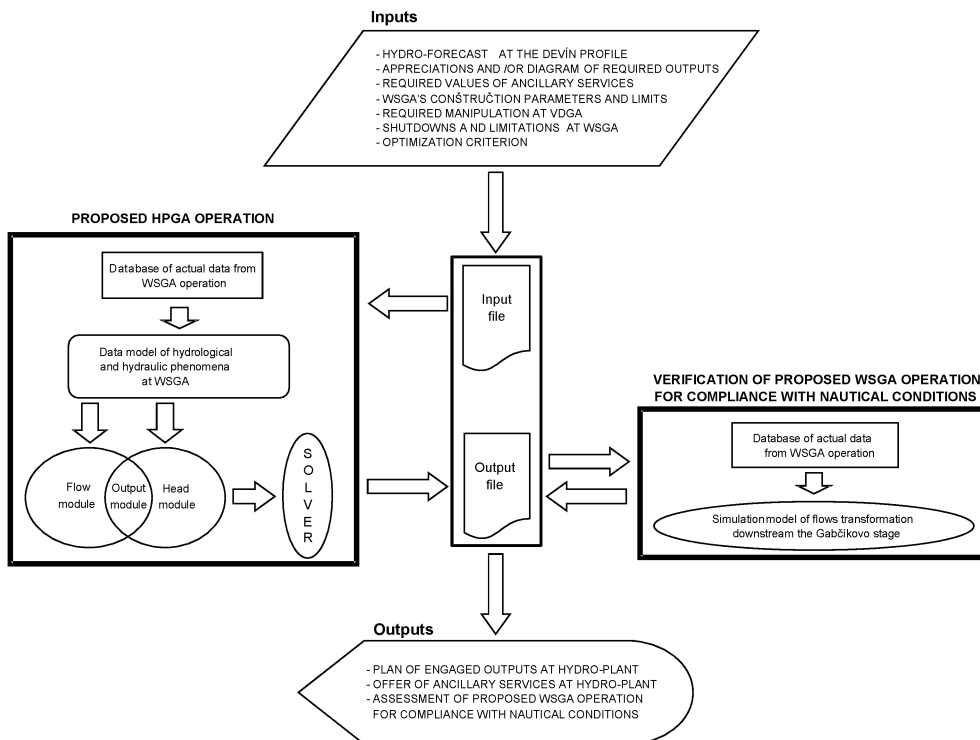 Inputs
- HYDRO-FORECAST AT THE DEVÍN PROFILE
- APPRECIATIONS AND /OR DIAGRAM OF REQUIRED OUTPUTS
- REQUIRED VALUES OF ANCILLARY SERVICES
- WSGA'S CONŠTRUČTION PARAMETERS AND LIMITS
- REQUIRED MANIPULATION AT VDGA
- SHUTDOWNS A ND LIMITATIONS AT WSGA
- OPTIMIZATION CRITERION
PROPOSED HPGA OPERATION
Database of actual data from
WSGA operation
Data model of hydrological
and hydraulic phenomena
at WSGA
Flow
module
Output
module
Head
module
S
O
L
V
E
R
Input
file
Output
file
VERIFICATION OF PROPOSED WSGA OPERATION
FOR COMPLIANCE WITH NAUTICAL CONDITIONS
Database of actual data
from WSGA operation
Simulation model of flows transformation
downstream the Gabčikovo stage
Outputs
- PLAN OF ENGAGED OUTPUTS AT HYDRO-PLANT
- OFFER OF ANCILLARY SERVICES AT HYDRO-PLANT
- ASSESSMENT OF PROPOSED WSGA OPERATION
FOR COMPLIANCE WITH NAUTICAL CONDITIONS